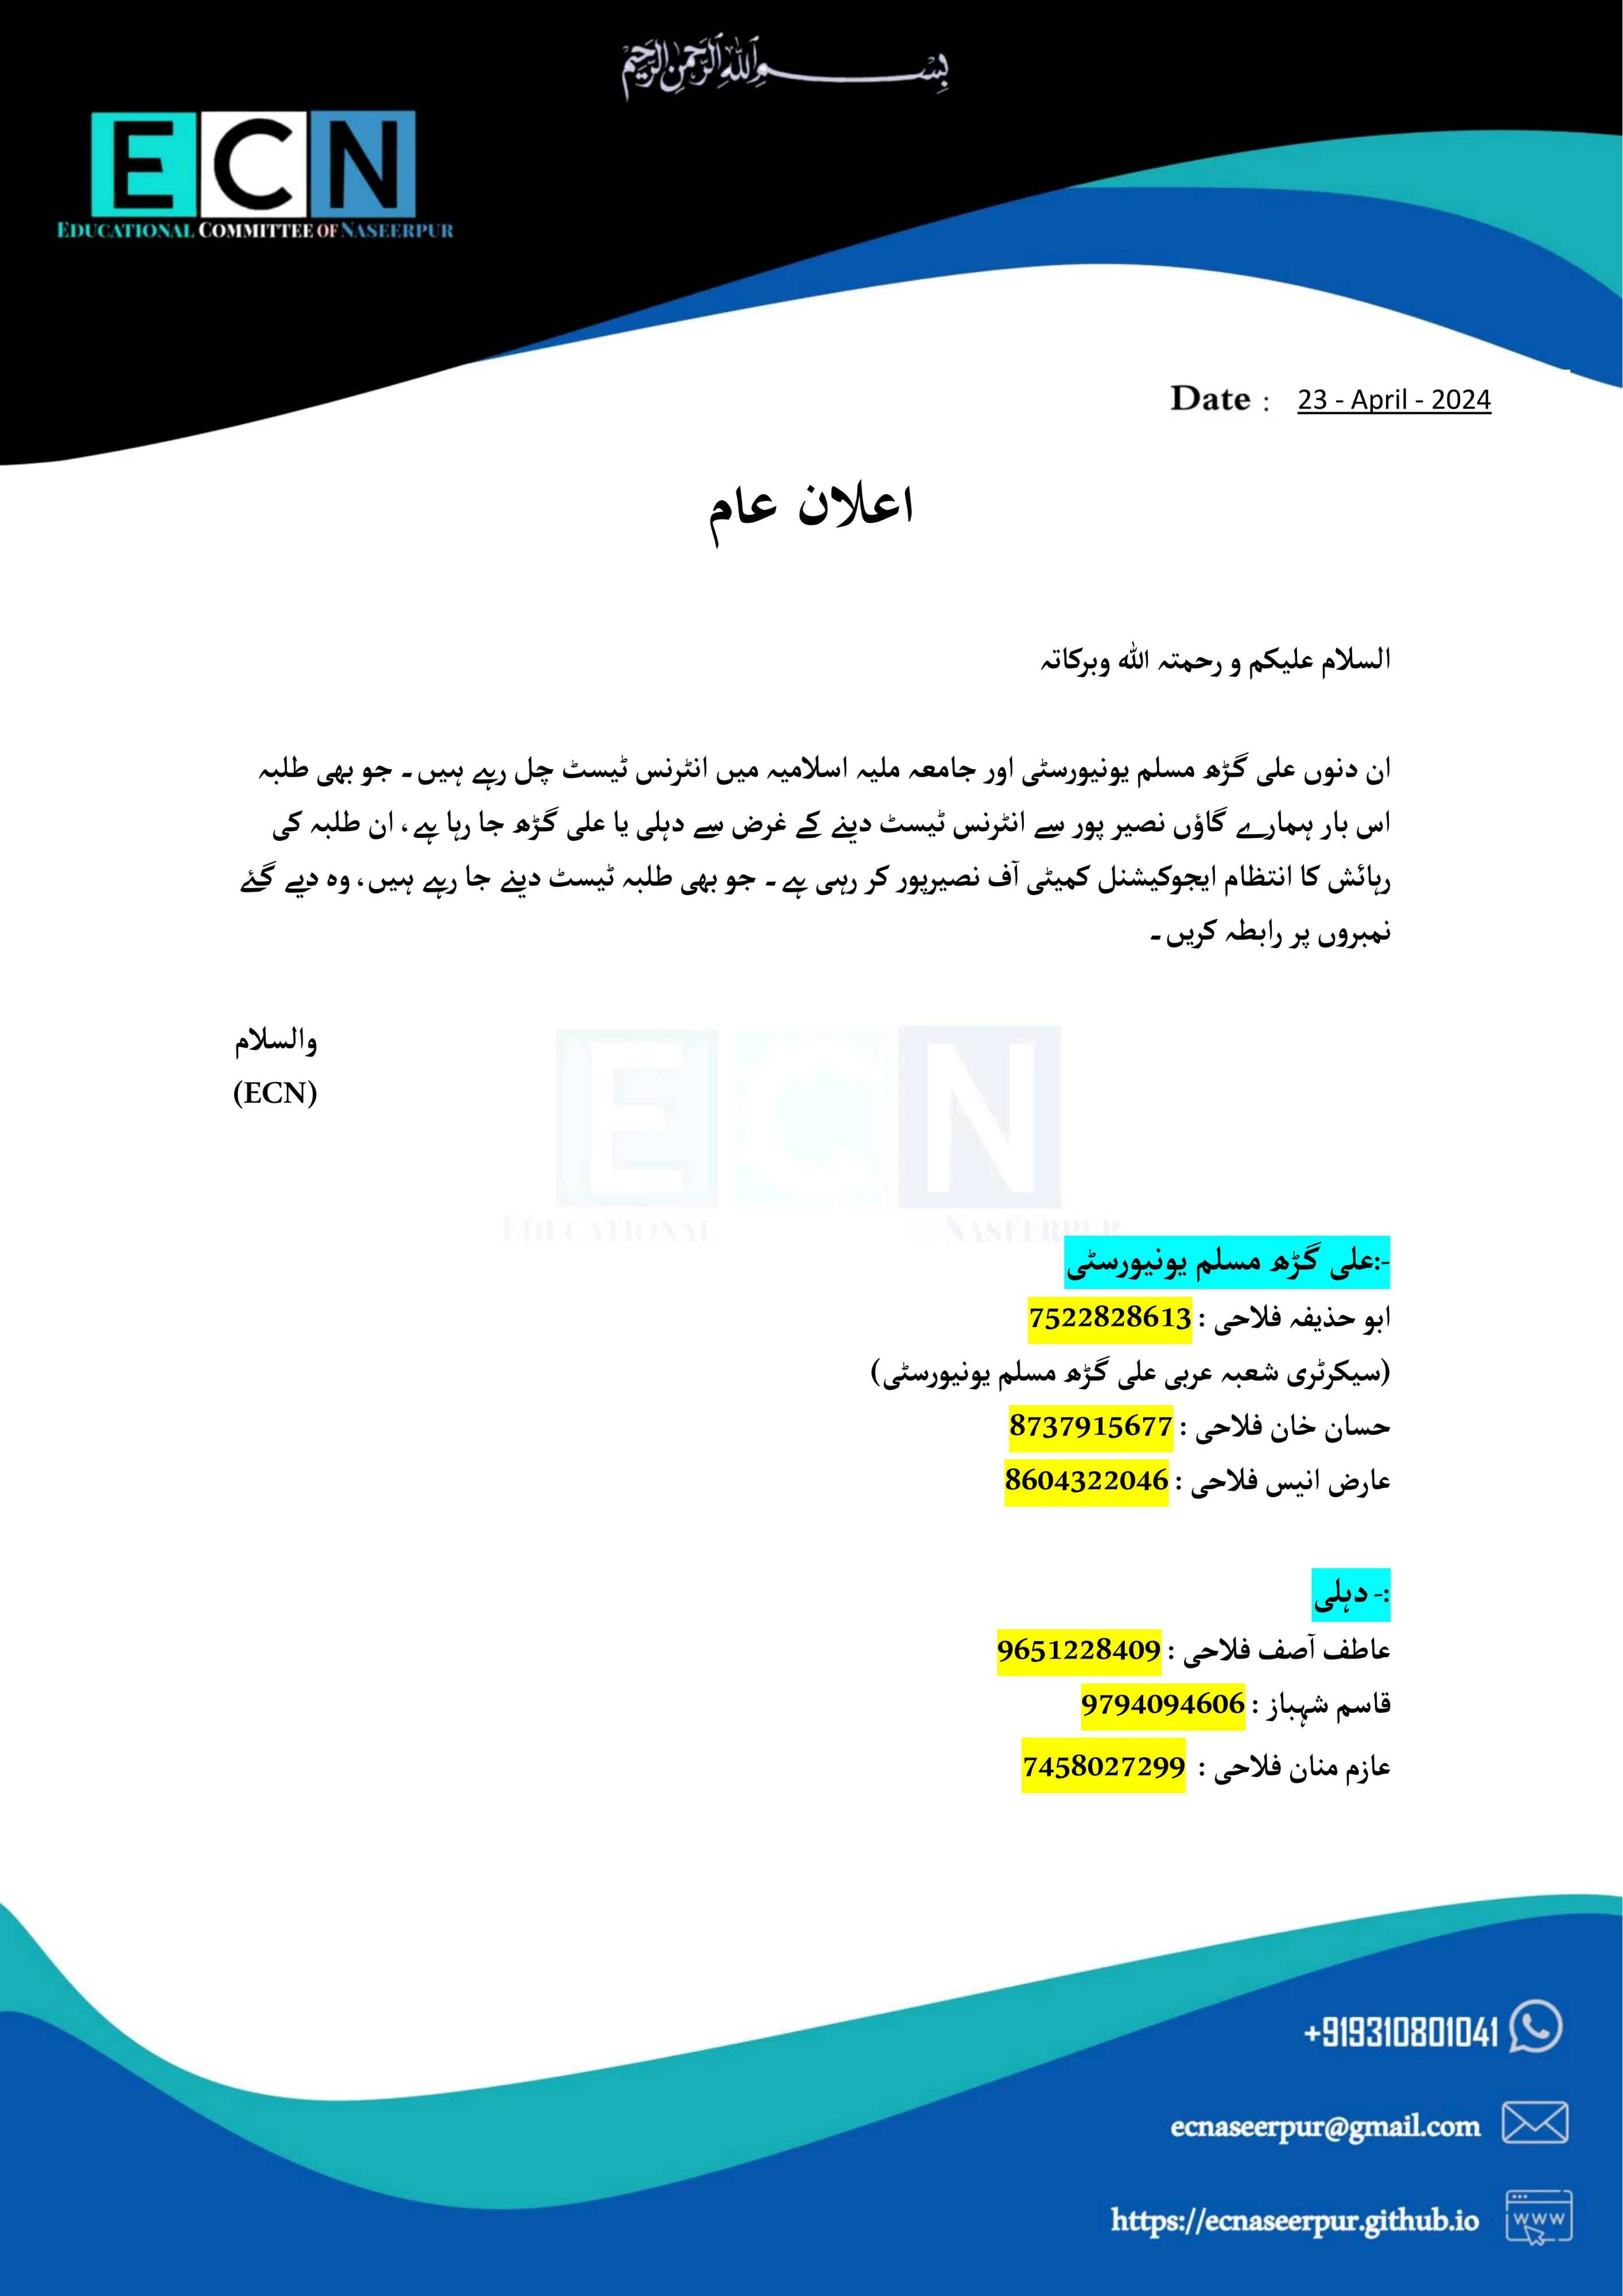 بِسْمِ اللهِ الرَّحْمٰنِ الرَّحِيْمِ
ECN
EDUCATIONAL COMMITTEE OF NASEERPUR
Date : 23 - April - 2024
اعلان عام
السلام علیکم و رحمتہ اللہ وبرکاتہ
ان دنوں علی گڑھ مسلم یونیورسٹی اور جامعہ ملیہ اسلامیہ میں انٹرنس ٹیسٹ چل رہے ہیں۔ جو بھی طلبہ
اس بار ہمارے گاؤں نصیر پور سے انٹرنس ٹیسٹ دینے کے غرض سے دہلی یا علی گڑھ جا رہا ہے، ان طلبہ کی
رہائش کا انتظام ایجوکیشنل کمیٹی آف نصیرپور کر رہی ہے۔ جو بھی طلبہ ٹیسٹ دینے جا رہے ہیں، وہ دیے گئے
نمبروں پر رابطہ کریں۔
والسلام
(ECN)
ECN
EDUCATIONAL NASEERPUR
-:علی گڑھ مسلم یونیورسٹی
ابو حذیفہ فلاحی : 7522828613
(سیکرٹری شعبہ عربی علی گڑھ مسلم یونیورسٹی)
حسان خان فلاحی : 8737915677
عارض انیس فلاحی : 8604322046
:- دہلی
عاطف آصف فلاحی : 9651228409
قاسم شہباز : 9794094606
عازم منان فلاحی : 7458027299
+919310801041
ecnaseerpur@gmail.com
https://ecnaseerpur.github.io
www